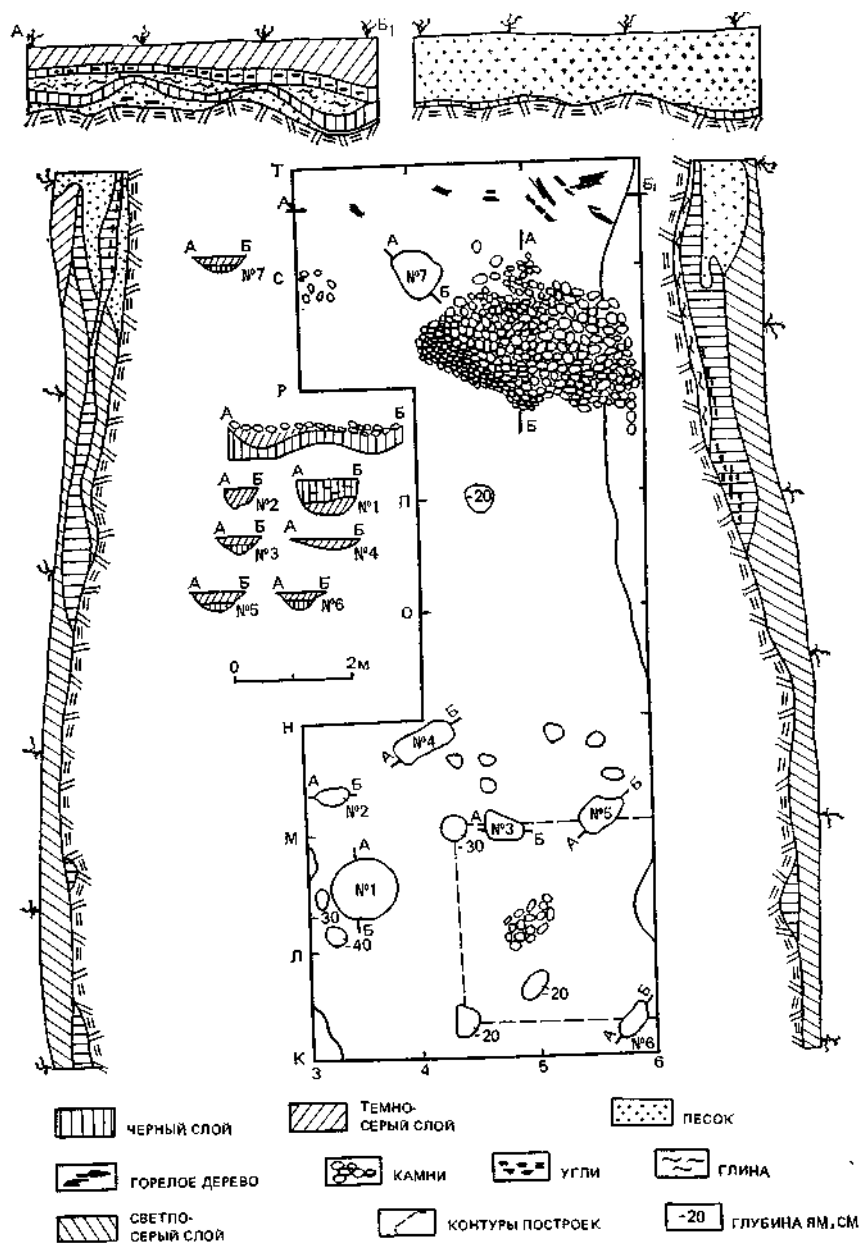 А Б₁
Т
А Б₁
А Б
№7
А
№7
Б
А
С
Р
Б
А Б
А Б
№2
А Б
№1
Л
-20
А Б
№3
А Б
№4
А Б
№5
А Б
№6
О
0 2м
Н
А №4 Б
А Б
№2
М
А №3 Б
-30
А №5 Б
А
№1
Б
-30
-40
Л
-20
-20
А Б
№6
К
3 4 5 6
ЧЕРНЫЙ СЛОЙ
ТЕМНО-
СЕРЫЙ СЛОЙ
ПЕСОК
ГОРЕЛОЕ ДЕРЕВО
КАМНИ
УГЛИ
ГЛИНА
СВЕТЛО-
СЕРЫЙ СЛОЙ
КОНТУРЫ ПОСТРОЕК
-20 ГЛУБИНА ЯМ, СМ